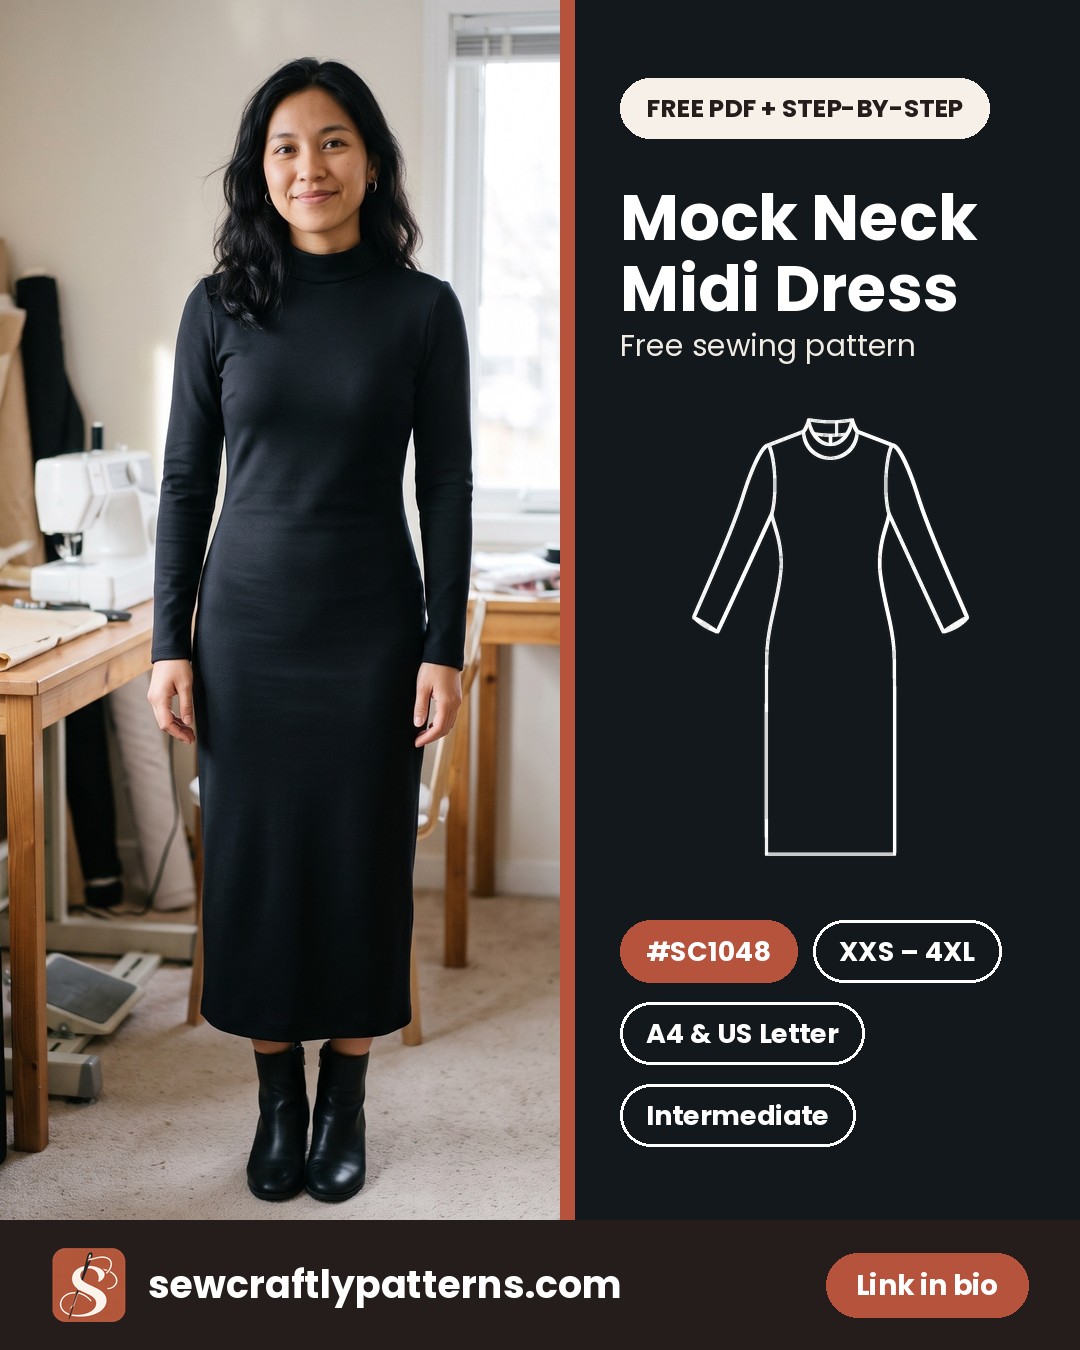 FREE PDF + STEP-BY-STEP
Mock Neck
Midi Dress
Free sewing pattern
#SC1048
XXS – 4XL
A4 & US Letter
Intermediate
S
sewcraftlypatterns.com
Link in bio